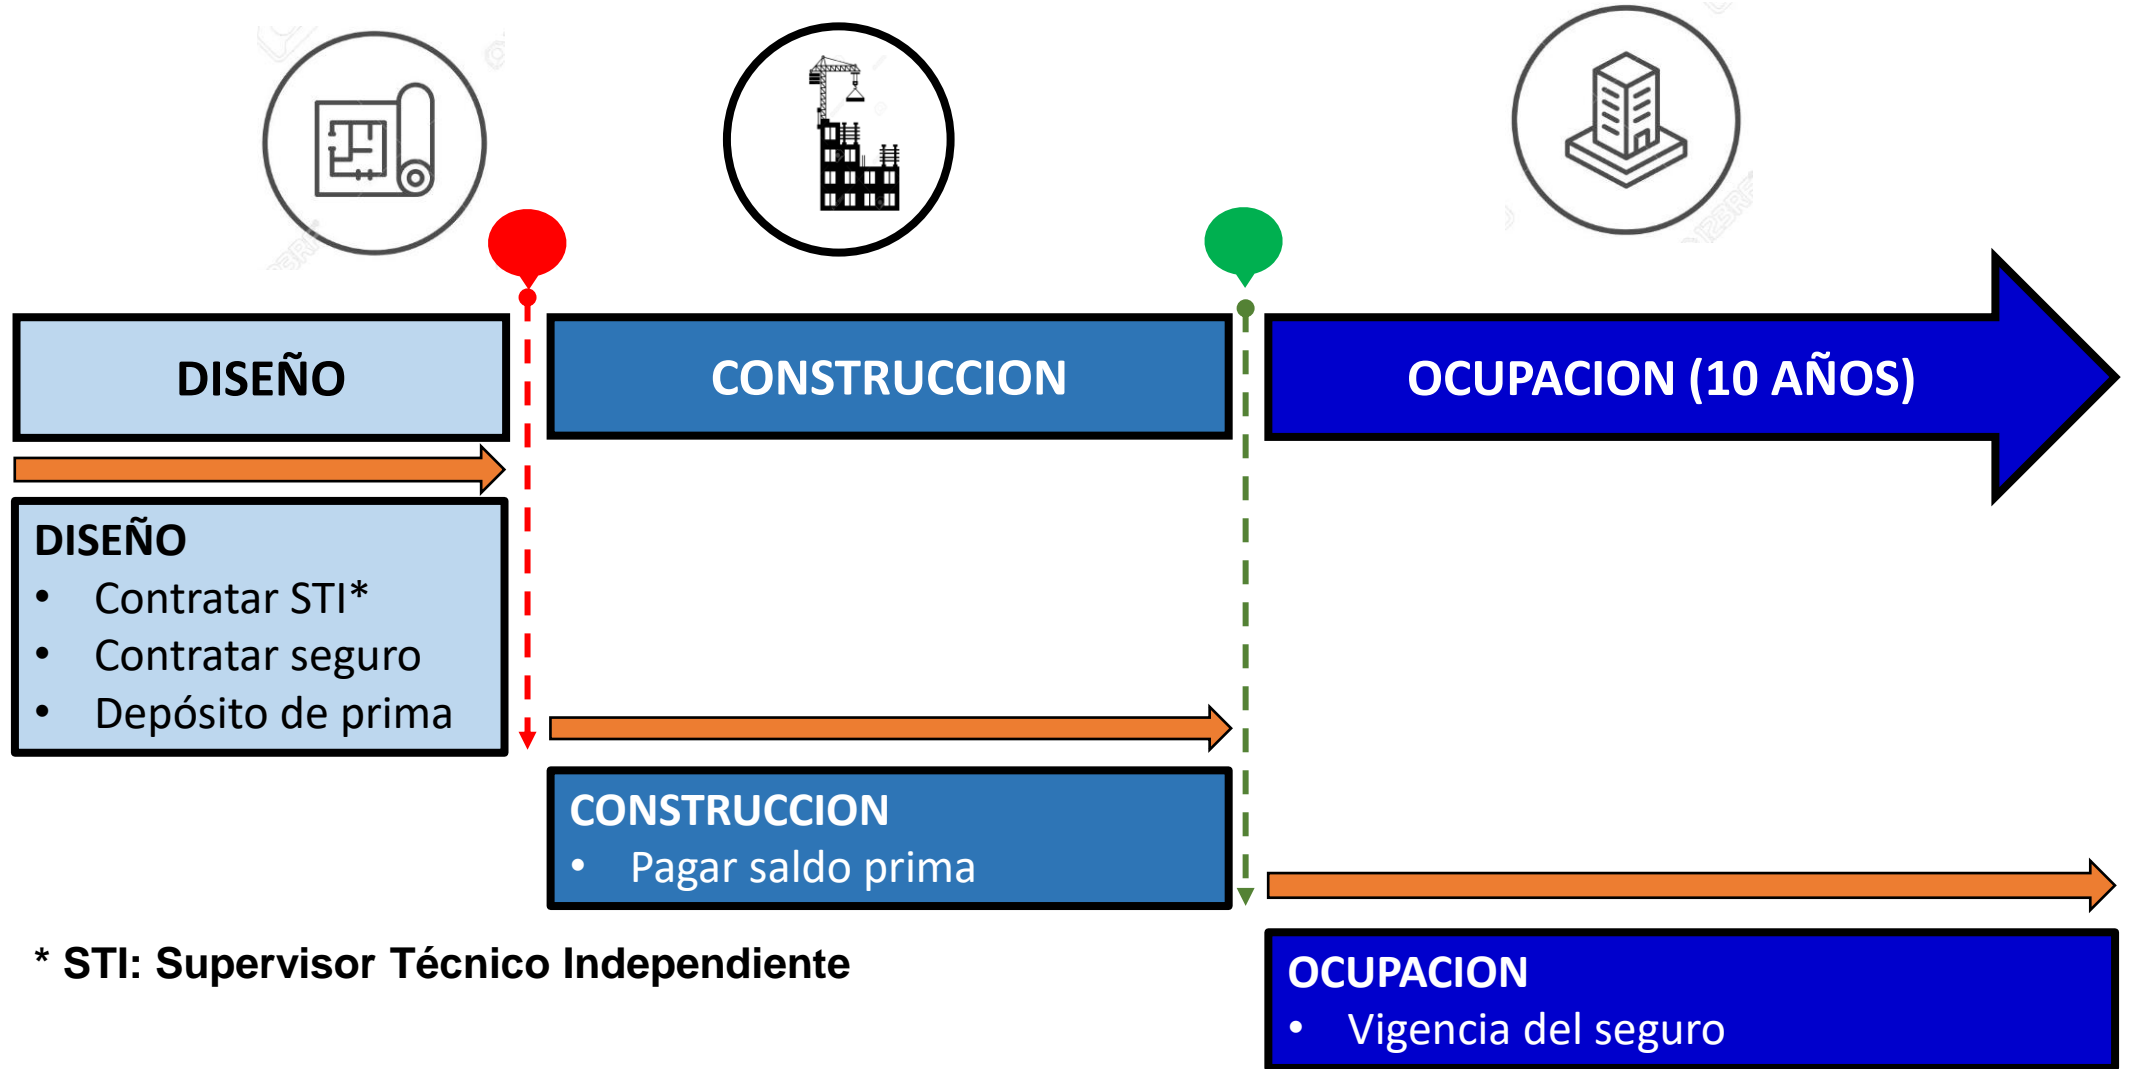 DISEÑO
CONSTRUCCION
OCUPACION (10 AÑOS)
DISEÑO
• Contratar STI*
• Contratar seguro
• Depósito de prima
CONSTRUCCION
• Pagar saldo prima
* STI: Supervisor Técnico Independiente
OCUPACION
• Vigencia del seguro